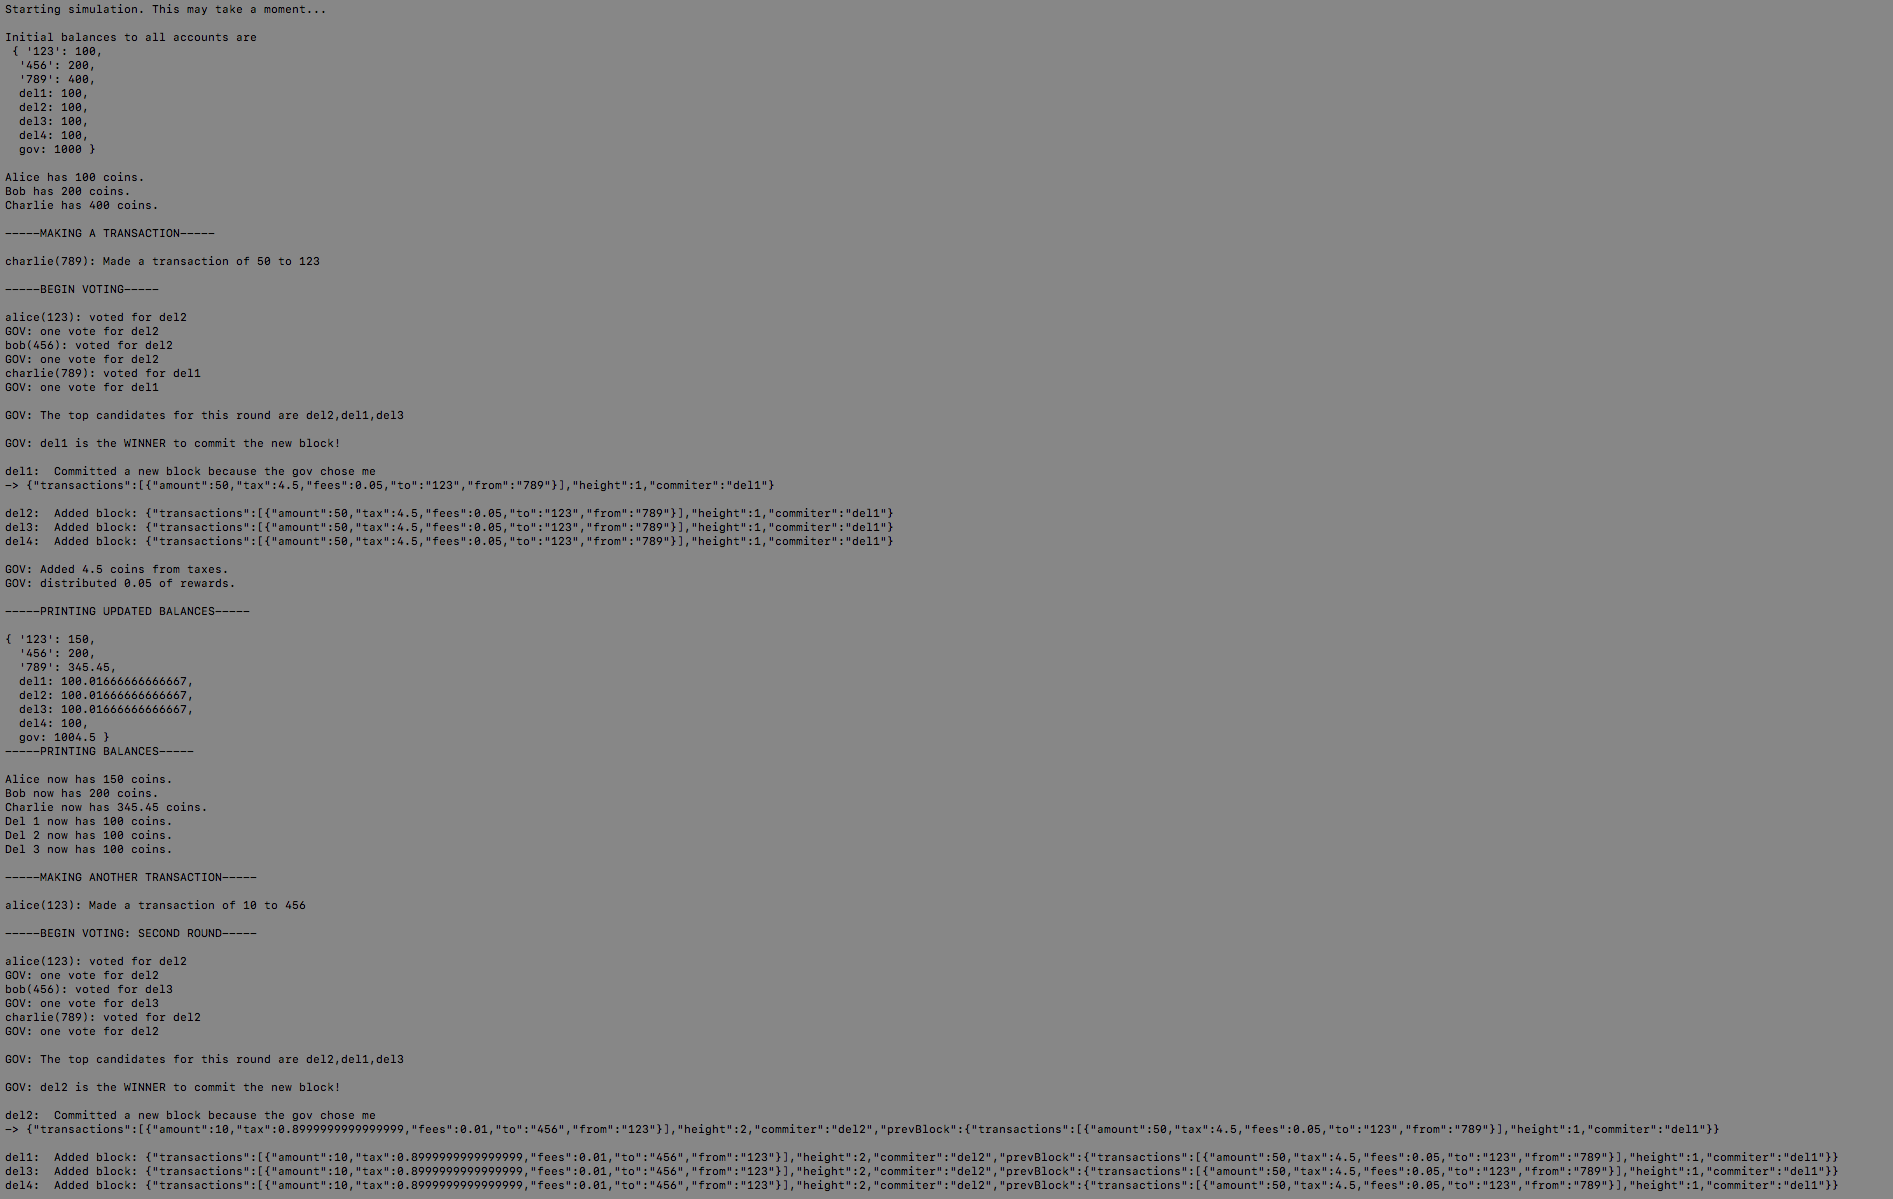 Starting simulation. This may take a moment...
Initial balances to all accounts are
{ '123': 100,
'456': 200,
'789': 400,
del1: 100,
del2: 100,
del3: 100,
del4: 100,
gov: 1000 }
Alice has 100 coins.
Bob has 200 coins.
Charlie has 400 coins.
-----MAKING A TRANSACTION-----
charlie(789): Made a transaction of 50 to 123
-----BEGIN VOTING-----
alice(123): voted for del2
GOV: one vote for del2
bob(456): voted for del2
GOV: one vote for del2
charlie(789): voted for del1
GOV: one vote for del1
GOV: The top candidates for this round are del2,del1,del3
GOV: del1 is the WINNER to commit the new block!
del1:  Committed a new block because the gov chose me
-> {"transactions":[{"amount":50,"tax":4.5,"fees":0.05,"to":"123","from":"789"}],"height":1,"commiter":"del1"}
del2:  Added block: {"transactions":[{"amount":50,"tax":4.5,"fees":0.05,"to":"123","from":"789"}],"height":1,"commiter":"del1"}
del3:  Added block: {"transactions":[{"amount":50,"tax":4.5,"fees":0.05,"to":"123","from":"789"}],"height":1,"commiter":"del1"}
del4:  Added block: {"transactions":[{"amount":50,"tax":4.5,"fees":0.05,"to":"123","from":"789"}],"height":1,"commiter":"del1"}
GOV: Added 4.5 coins from taxes.
GOV: distributed 0.05 of rewards.
-----PRINTING UPDATED BALANCES-----
{ '123': 150,
'456': 200,
'789': 345.45,
del1: 100.01666666666667,
del2: 100.01666666666667,
del3: 100.01666666666667,
del4: 100,
gov: 1004.5 }
-----PRINTING BALANCES-----
Alice now has 150 coins.
Bob now has 200 coins.
Charlie now has 345.45 coins.
Del 1 now has 100 coins.
Del 2 now has 100 coins.
Del 3 now has 100 coins.
-----MAKING ANOTHER TRANSACTION-----
alice(123): Made a transaction of 10 to 456
-----BEGIN VOTING: SECOND ROUND-----
alice(123): voted for del2
GOV: one vote for del2
bob(456): voted for del3
GOV: one vote for del3
charlie(789): voted for del2
GOV: one vote for del2
GOV: The top candidates for this round are del2,del1,del3
GOV: del2 is the WINNER to commit the new block!
del2:  Committed a new block because the gov chose me
-> {"transactions":[{"amount":10,"tax":0.8999999999999999,"fees":0.01,"to":"456","from":"123"}],"height":2,"commiter":"del2","prevBlock":{"transactions":[{"amount":50,"tax":4.5,"fees":0.05,"to":"123","from":"789"}],"height":1,"commiter":"del1"}}
del1:  Added block: {"transactions":[{"amount":10,"tax":0.8999999999999999,"fees":0.01,"to":"456","from":"123"}],"height":2,"commiter":"del2","prevBlock":{"transactions":[{"amount":50,"tax":4.5,"fees":0.05,"to":"123","from":"789"}],"height":1,"commiter":"del1"}}
del3:  Added block: {"transactions":[{"amount":10,"tax":0.8999999999999999,"fees":0.01,"to":"456","from":"123"}],"height":2,"commiter":"del2","prevBlock":{"transactions":[{"amount":50,"tax":4.5,"fees":0.05,"to":"123","from":"789"}],"height":1,"commiter":"del1"}}
del4:  Added block: {"transactions":[{"amount":10,"tax":0.8999999999999999,"fees":0.01,"to":"456","from":"123"}],"height":2,"commiter":"del2","prevBlock":{"transactions":[{"amount":50,"tax":4.5,"fees":0.05,"to":"123","from":"789"}],"height":1,"commiter":"del1"}}